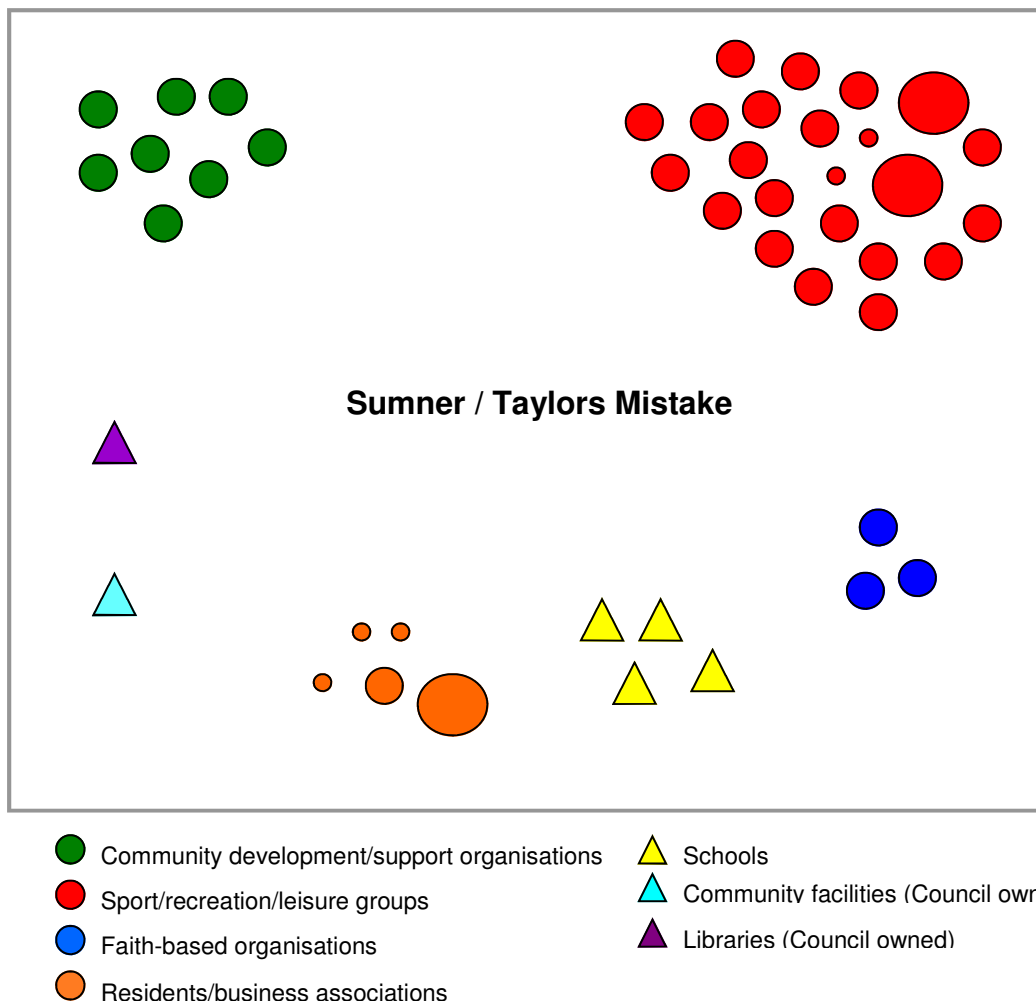 Sumner / Taylors Mistake
Community development/support organisations
Sport/recreation/leisure groups
Faith-based organisations
Residents/business associations
Schools
Community facilities (Council own
Libraries (Council owned)